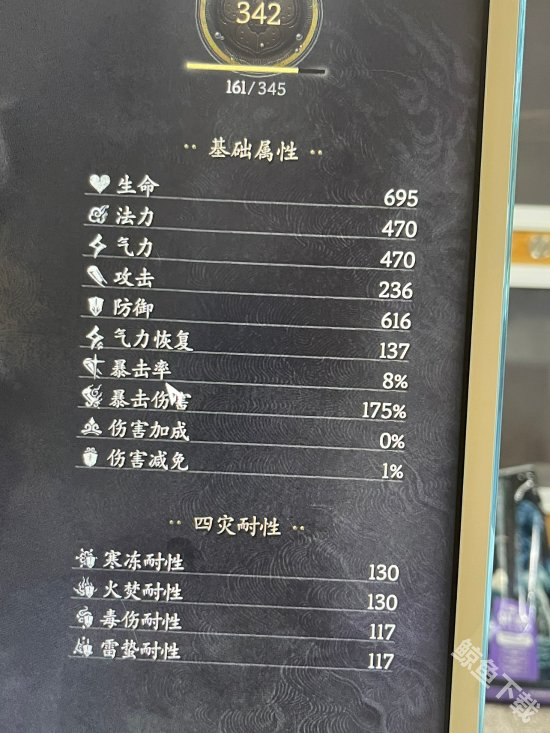 342
161/345
基础属性
生命 695
法力 470
气力 470
攻击 236
防御 616
气力恢复 137
暴击率 8%
暴击伤害 175%
伤害加成 0%
伤害减免 1%
四灾耐性
寒冻耐性 130
火焚耐性 130
毒伤耐性 117
雷蛰耐性 117
鲸鱼下载